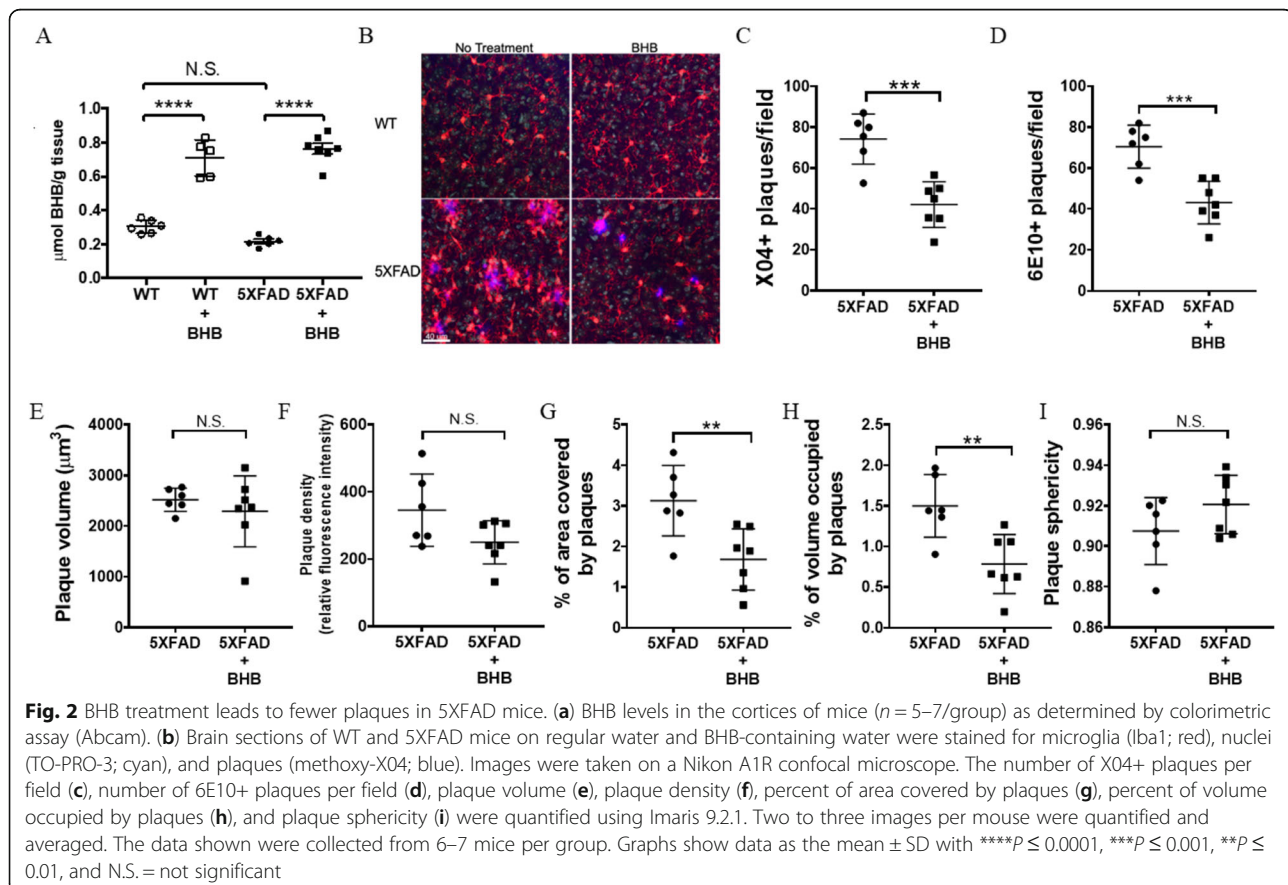 A
N.S.
****
****
1.0
0.8
0.6
0.4
0.2
0.0
μmol BHB/g tissue
WT
WT
+
BHB
5XFAD
5XFAD
+
BHB
B
No Treatment
BHB
WT
5XFAD
40 um
C
***
100
80
60
40
20
0
X04+ plaques/field
5XFAD
5XFAD
+
BHB
D
***
100
80
60
40
20
0
6E10+ plaques/field
5XFAD
5XFAD
+
BHB
E
N.S.
4000
3000
2000
1000
0
Plaque volume (μm³)
5XFAD
5XFAD
+
BHB
F
N.S.
600
400
200
0
Plaque density
(relative fluorescence intensity)
5XFAD
5XFAD
+
BHB
G
**
5
4
3
2
1
0
% of area covered
by plaques
5XFAD
5XFAD
+
BHB
H
**
2.5
2.0
1.5
1.0
0.5
0.0
% of volume occupied
by plaques
5XFAD
5XFAD
+
BHB
I
N.S.
0.96
0.94
0.92
0.90
0.88
0.86
Plaque sphericity
5XFAD
5XFAD
+
BHB
Fig. 2 BHB treatment leads to fewer plaques in 5XFAD mice. (a) BHB levels in the cortices of mice (n = 5–7/group) as determined by colorimetric
assay (Abcam). (b) Brain sections of WT and 5XFAD mice on regular water and BHB-containing water were stained for microglia (Iba1; red), nuclei
(TO-PRO-3; cyan), and plaques (methoxy-X04; blue). Images were taken on a Nikon A1R confocal microscope. The number of X04+ plaques per
field (c), number of 6E10+ plaques per field (d), plaque volume (e), plaque density (f), percent of area covered by plaques (g), percent of volume
occupied by plaques (h), and plaque sphericity (i) were quantified using Imaris 9.2.1. Two to three images per mouse were quantified and
averaged. The data shown were collected from 6–7 mice per group. Graphs show data as the mean ± SD with ****P ≤ 0.0001, ***P ≤ 0.001, **P ≤
0.01, and N.S. = not significant